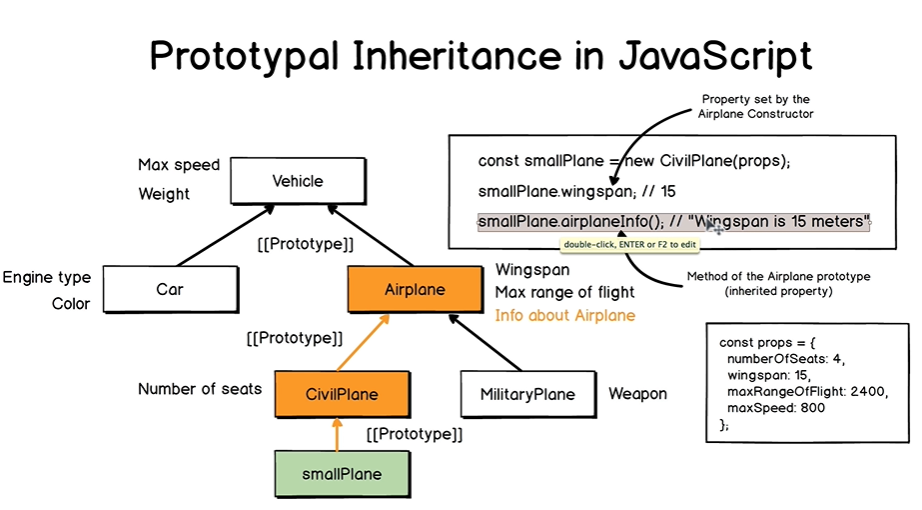 Prototypal Inheritance in JavaScript
Property set by the
Airplane Constructor
const smallPlane = new CivilPlane(props);
smallPlane.wingspan; // 15
smallPlane.airplaneInfo(); // "Wingspan is 15 meters"
double-click, ENTER or F2 to edit
Method of the Airplane prototype
(inherited property)
Max speed
Weight
Vehicle
[[Prototype]]
Engine type
Color
Car
Airplane
Wingspan
Max range of flight
Info about Airplane
[[Prototype]]
Number of seats
CivilPlane
MilitaryPlane
Weapon
[[Prototype]]
smallPlane
const props = {
numberOfSeats: 4,
wingspan: 15,
maxRangeOfFlight: 2400,
maxSpeed: 800
};